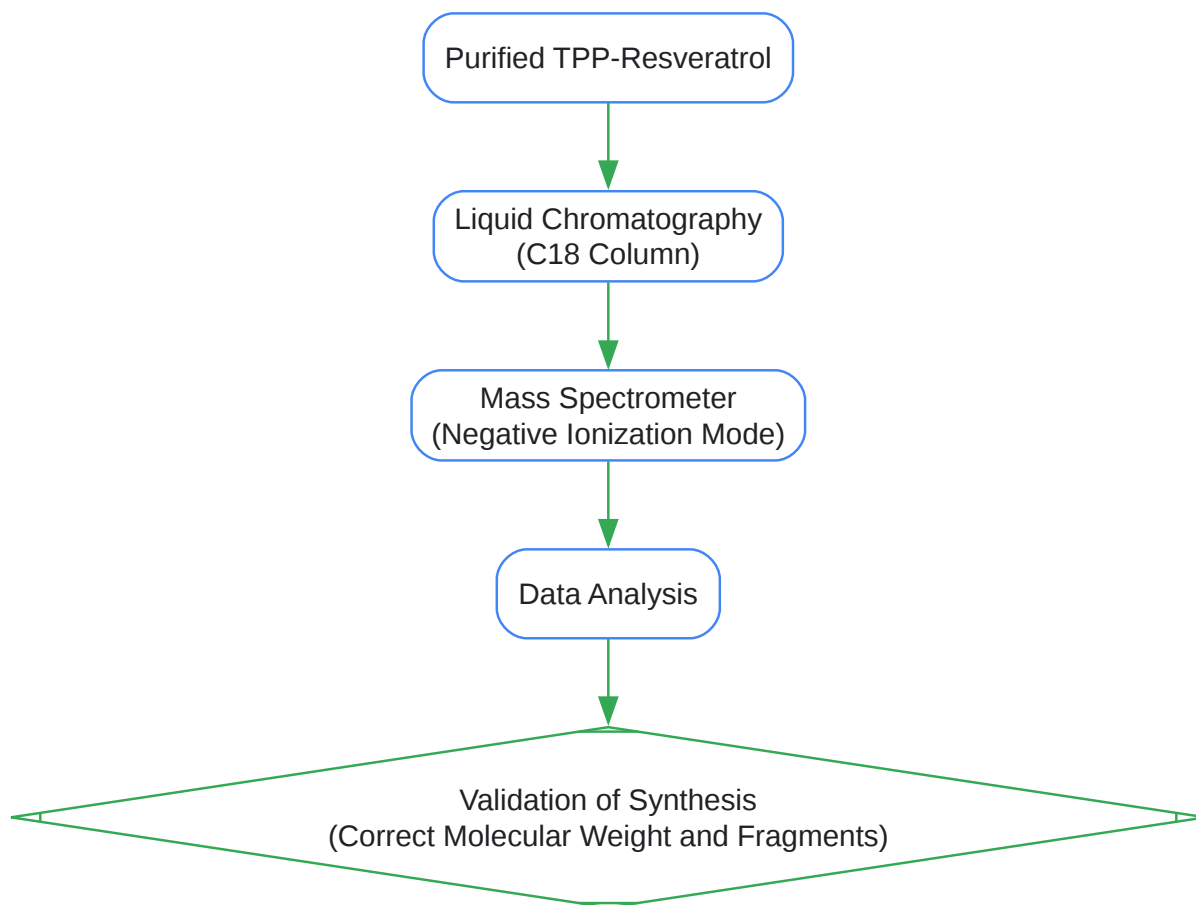 Purified TPP-Resveratrol
Liquid Chromatography
(C18 Column)
Mass Spectrometer
(Negative Ionization Mode)
Data Analysis
Validation of Synthesis
(Correct Molecular Weight and Fragments)